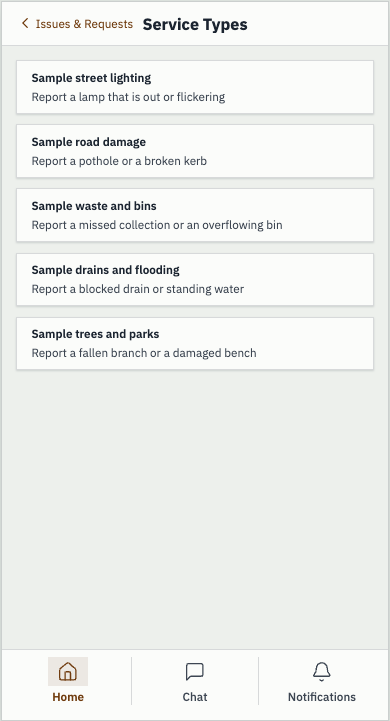 Issues & Requests
Service Types
Sample street lighting
Report a lamp that is out or flickering
Sample road damage
Report a pothole or a broken kerb
Sample waste and bins
Report a missed collection or an overflowing bin
Sample drains and flooding
Report a blocked drain or standing water
Sample trees and parks
Report a fallen branch or a damaged bench
Home
Chat
Notifications